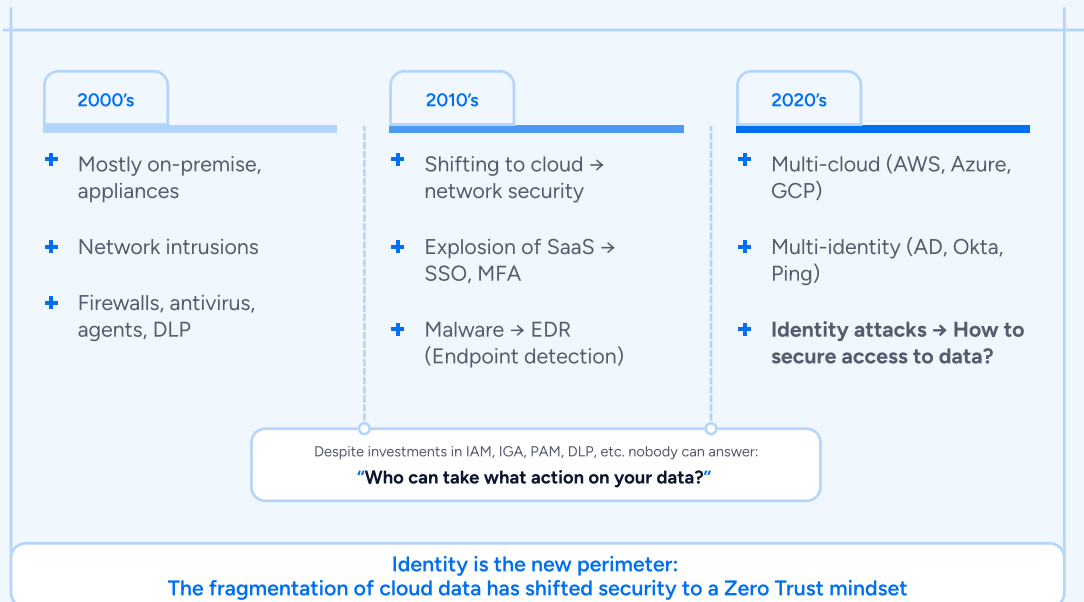 2000's
Mostly on-premise,
appliances
Network intrusions
Firewalls, antivirus,
agents, DLP
2010's
Shifting to cloud →
network security
Explosion of SaaS →
SSO, MFA
Malware → EDR
(Endpoint detection)
2020's
Multi-cloud (AWS, Azure,
GCP)
Multi-identity (AD, Okta,
Ping)
Identity attacks → How to
secure access to data?
Despite investments in IAM, IGA, PAM, DLP, etc. nobody can answer:
“Who can take what action on your data?”
Identity is the new perimeter:
The fragmentation of cloud data has shifted security to a Zero Trust mindset